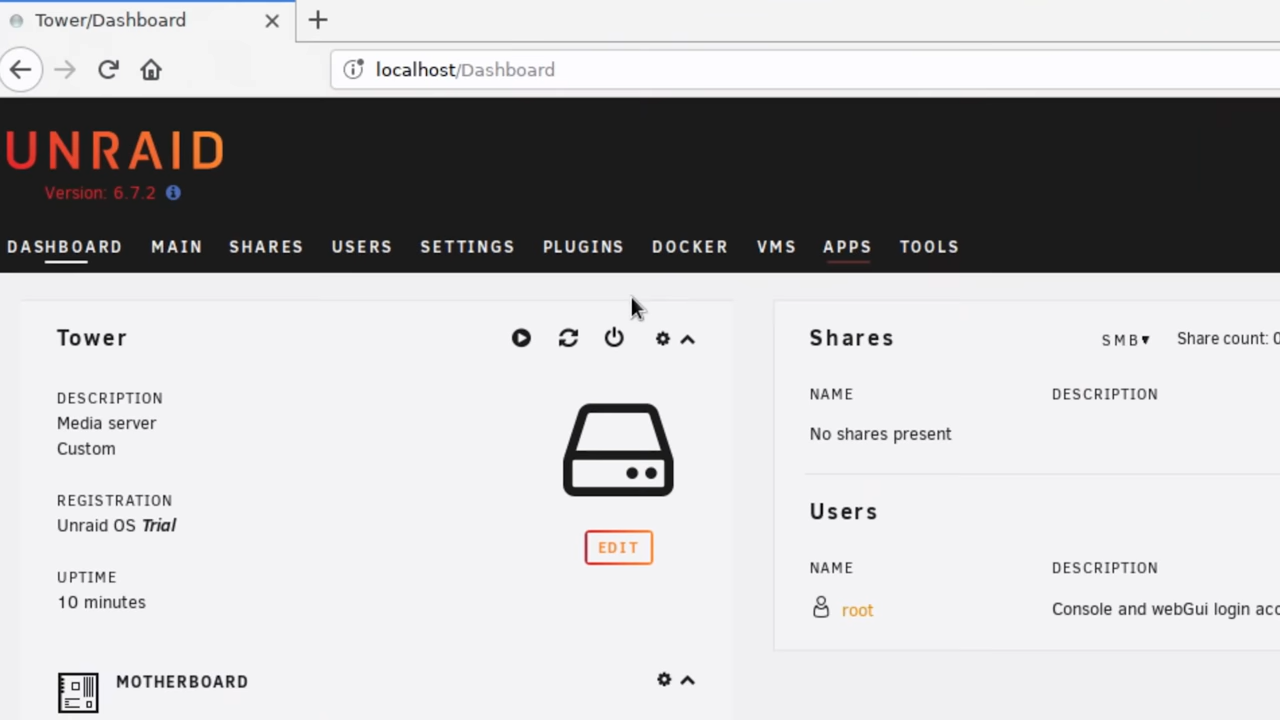 Tower/Dashboard
localhost/Dashboard
UNRAID
Version: 6.7.2
DASHBOARD MAIN SHARES USERS SETTINGS PLUGINS DOCKER VMS APPS TOOLS
Tower
DESCRIPTION
Media server
Custom
REGISTRATION
Unraid OS Trial
UPTIME
10 minutes
EDIT
MOTHERBOARD
Shares
SMB▾ Share count: 0
NAME DESCRIPTION
No shares present
Users
NAME DESCRIPTION
root Console and webGui login acc